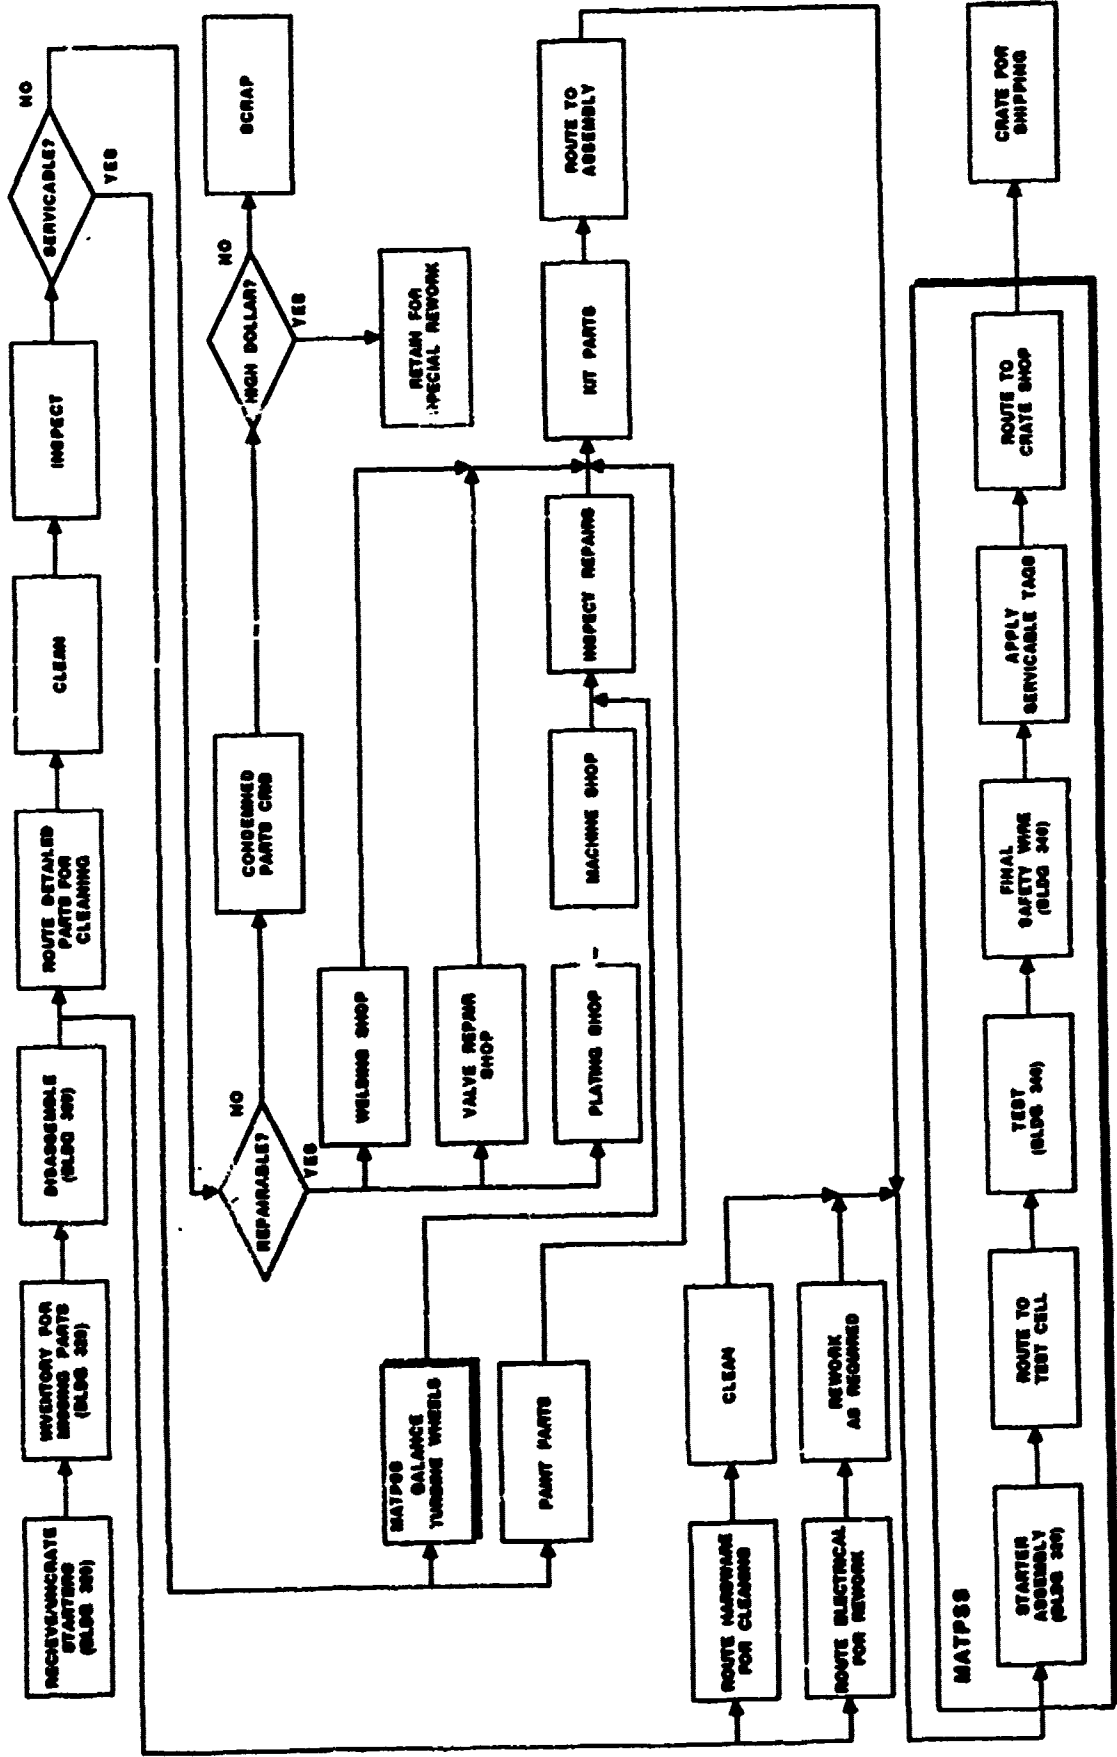 RECIEVE/UNCRATE
STARTERS
(BLDG 320)
INVENTORY FOR
MISSING PARTS
(BLDG 320)
DISASSEMBLE
(BLDG 360)
ROUTE DETAILED
PARTS FOR
CLEANING
CLEAN
INSPECT
SERVICABLE?
NO
YES
REPAIRABLE?
NO
YES
CONDEMNED
PARTS CRIB
HIGH DOLLAR?
NO
YES
SCRAP
RETAIN FOR
SPECIAL REWORK
WELDING SHOP
VALVE REPAIR
SHOP
PLATING SHOP
MACHINE SHOP
INSPECT REPAIRS
KIT PARTS
ROUTE TO
ASSEMBLY
MATPSS
BALANCE
TURBINE WHEELS
PAINT PARTS
ROUTE HARDWARE
FOR CLEANING
CLEAN
ROUTE ELECTRICAL
FOR REWORK
REWORK
AS REQUIRED
MATPSS
STARTER
ASSEMBLY
(BLDG 320)
ROUTE TO
TEST CELL
TEST
(BLDG 340)
FINAL
SAFETY WIRE
(BLDG 340)
APPLY
SERVICABLE TAGS
ROUTE TO
CRATE SHOP
CRATE FOR
SHIPPING